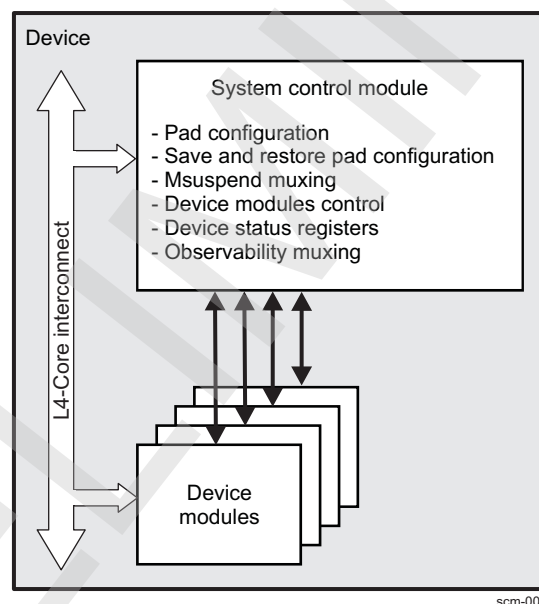 Device
System control module
- Pad configuration
- Save and restore pad configuration
- Msuspend muxing
- Device modules control
- Device status registers
- Observability muxing
L4-Core interconnect
Device
modules